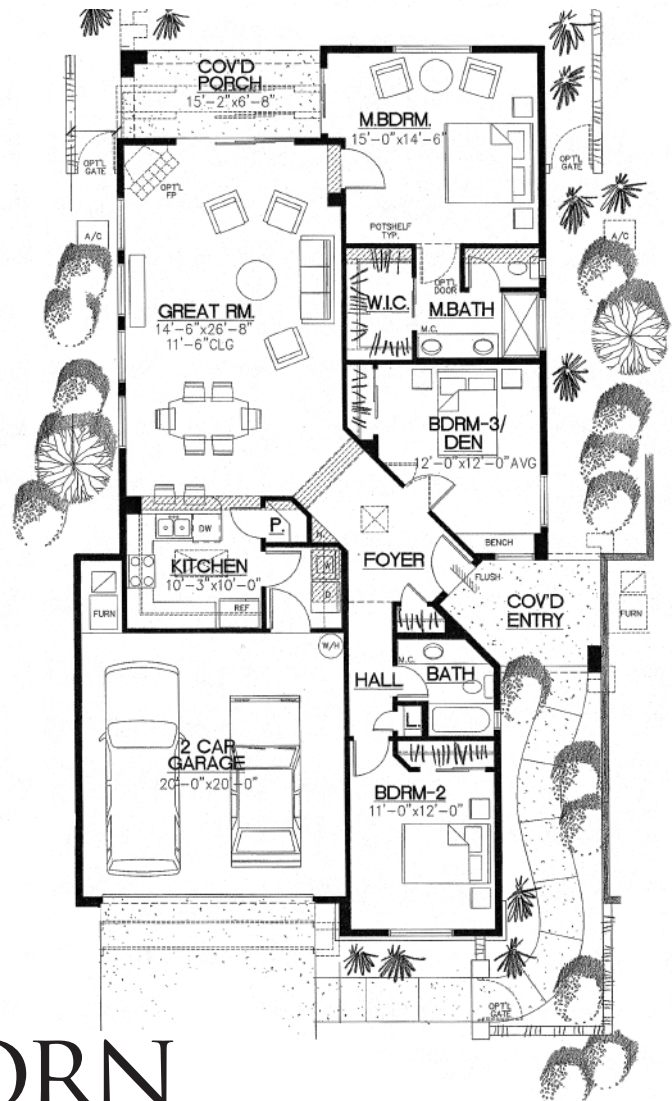 COV'D
PORCH
15'-2"x6'-8"
M.BDRM.
15'-0"x14'-6"
OPT'L
GATE
OPT'L
GATE
OPT'L
FP
A/C
A/C
POTSHELF
TYP.
OPT'L
DOOR
W.I.C.
M.BATH
M.C.
GREAT RM.
14'-6"x26'-8"
11'-6"CLG
BDRM-3/
DEN
12'-0"x12'-0" AVG
DW
P.
BENCH
KITCHEN
10'-3"x10'-0"
REF
W
D
FOYER
FLUSH
COV'D
ENTRY
FURN
FURN
W/H
M.C.
BATH
HALL
L.
2 CAR
GARAGE
20'-0"x20'-0"
BDRM-2
11'-0"x12'-0"
OPT'L
GATE
ORN